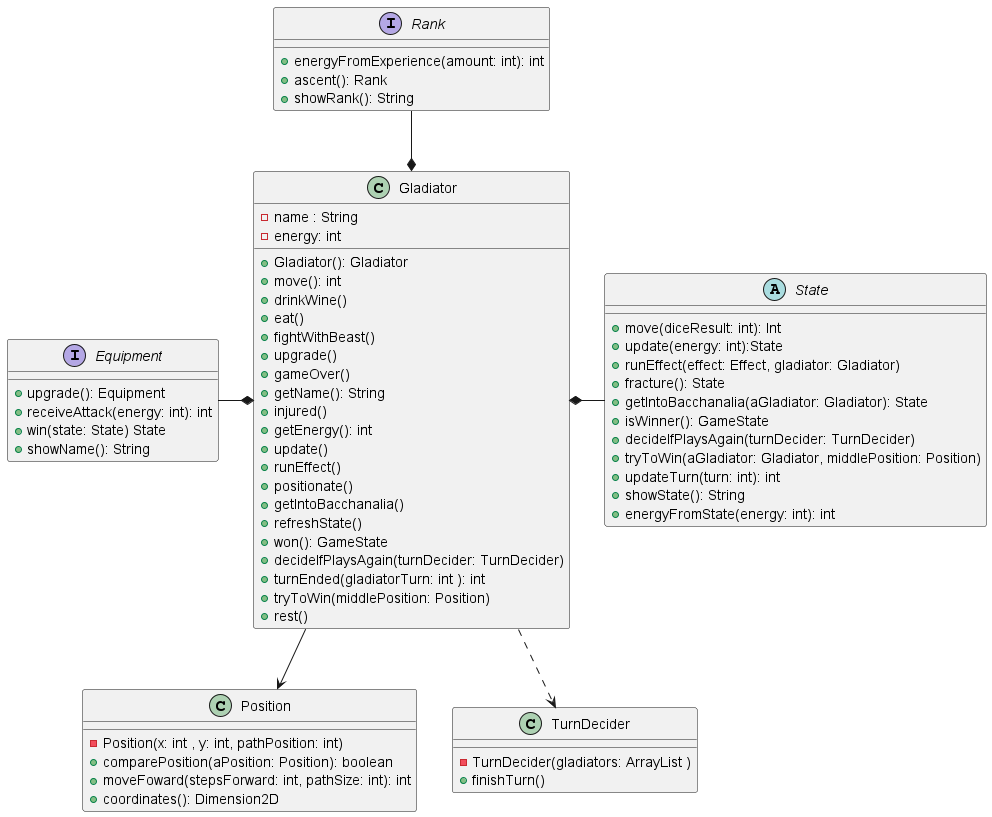 I Rank
energyFromExperience(amount: int): int
ascent(): Rank
showRank(): String
C Gladiator
name : String
energy: int
Gladiator(): Gladiator
move(): int
drinkWine()
eat()
fightWithBeast()
upgrade()
gameOver()
getName(): String
injured()
getEnergy(): int
update()
runEffect()
positionate()
getIntoBacchanalia()
refreshState()
won(): GameState
decideIfPlaysAgain(turnDecider: TurnDecider)
turnEnded(gladiatorTurn: int ): int
tryToWin(middlePosition: Position)
rest()
I Equipment
upgrade(): Equipment
receiveAttack(energy: int): int
win(state: State) State
showName(): String
A State
move(diceResult: int): Int
update(energy: int):State
runEffect(effect: Effect, gladiator: Gladiator)
fracture(): State
getIntoBacchanalia(aGladiator: Gladiator): State
isWinner(): GameState
decideIfPlaysAgain(turnDecider: TurnDecider)
tryToWin(aGladiator: Gladiator, middlePosition: Position)
updateTurn(turn: int): int
showState(): String
energyFromState(energy: int): int
C Position
Position(x: int , y: int, pathPosition: int)
comparePosition(aPosition: Position): boolean
moveFoward(stepsForward: int, pathSize: int): int
coordinates(): Dimension2D
C TurnDecider
TurnDecider(gladiators: ArrayList )
finishTurn()